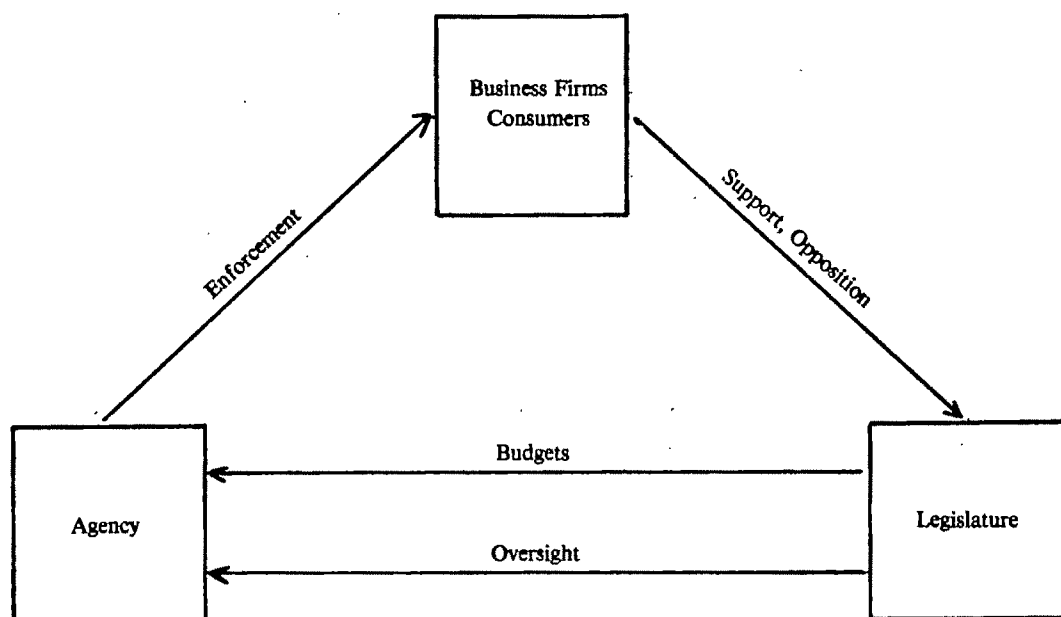 Business Firms
Consumers
Enforcement
Support, Opposition
Budgets
Agency
Legislature
Oversight